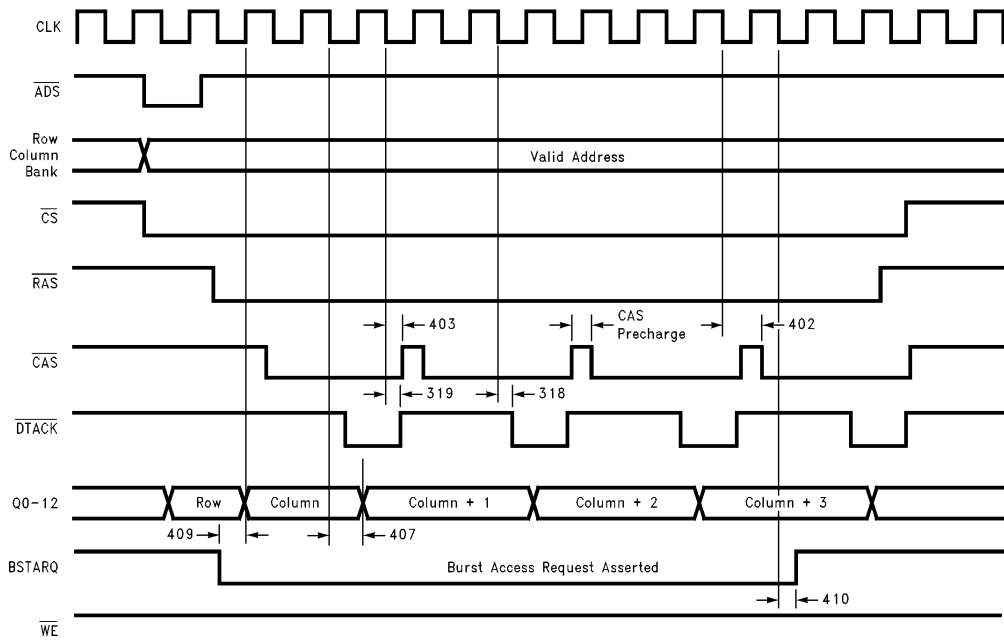 CLK
ADS
Row
Column
Bank
Valid Address
CS
RAS
403
CAS
Precharge
402
CAS
319
318
DTACK
Q0-12
Row
Column
Column + 1
Column + 2
Column + 3
409
407
BSTARQ
Burst Access Request Asserted
410
WE